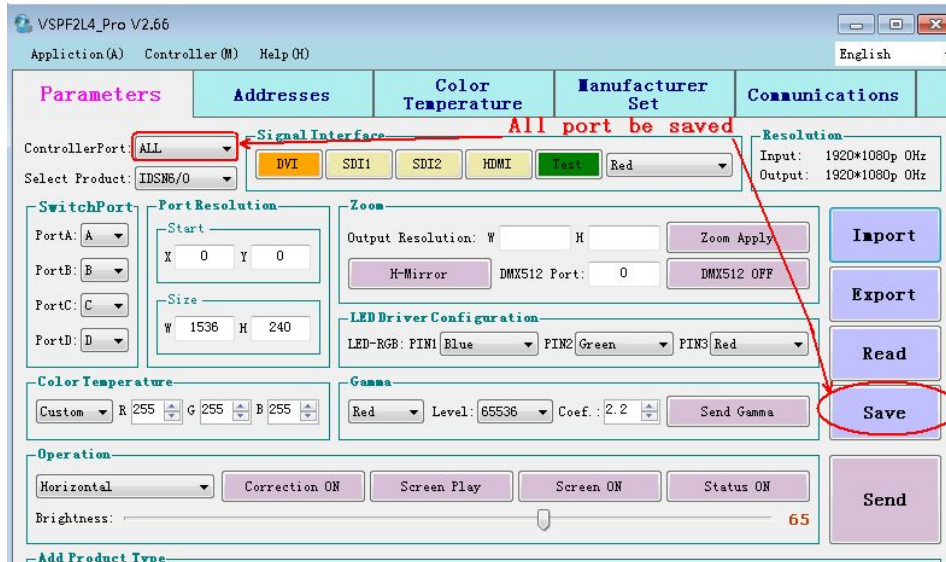 VSPF2L4_Pro V2.66
Appliction(A) Controller(M) Help(H) English
Parameters Addresses Color Temperature Manufacturer Set Communications
All port be saved
ControllerPort: ALL
Select Product: IDSN6/0
Signal Interface
DVI SDI1 SDI2 HDMI Test Red
Resolution
Input: 1920*1080p 0Hz
Output: 1920*1080p 0Hz
SwitchPort
PortA: A
PortB: B
PortC: C
PortD: D
PortResolution
Start
X 0 Y 0
Size
W 1536 H 240
Zoom
Output Resolution: W H Zoom Apply
H-Mirror DMX512 Port: 0 DMX512 OFF
LED Driver Configuration
LED-RGB: PIN1 Blue PIN2 Green PIN3 Red
Import
Export
Read
Save
Color Temperature
Custom R 255 G 255 B 255
Gamma
Red Level: 65536 Coef.: 2.2 Send Gamma
Operation
Horizontal Correction ON Screen Play Screen ON Status ON
Brightness: 65
Send
Add Product Type